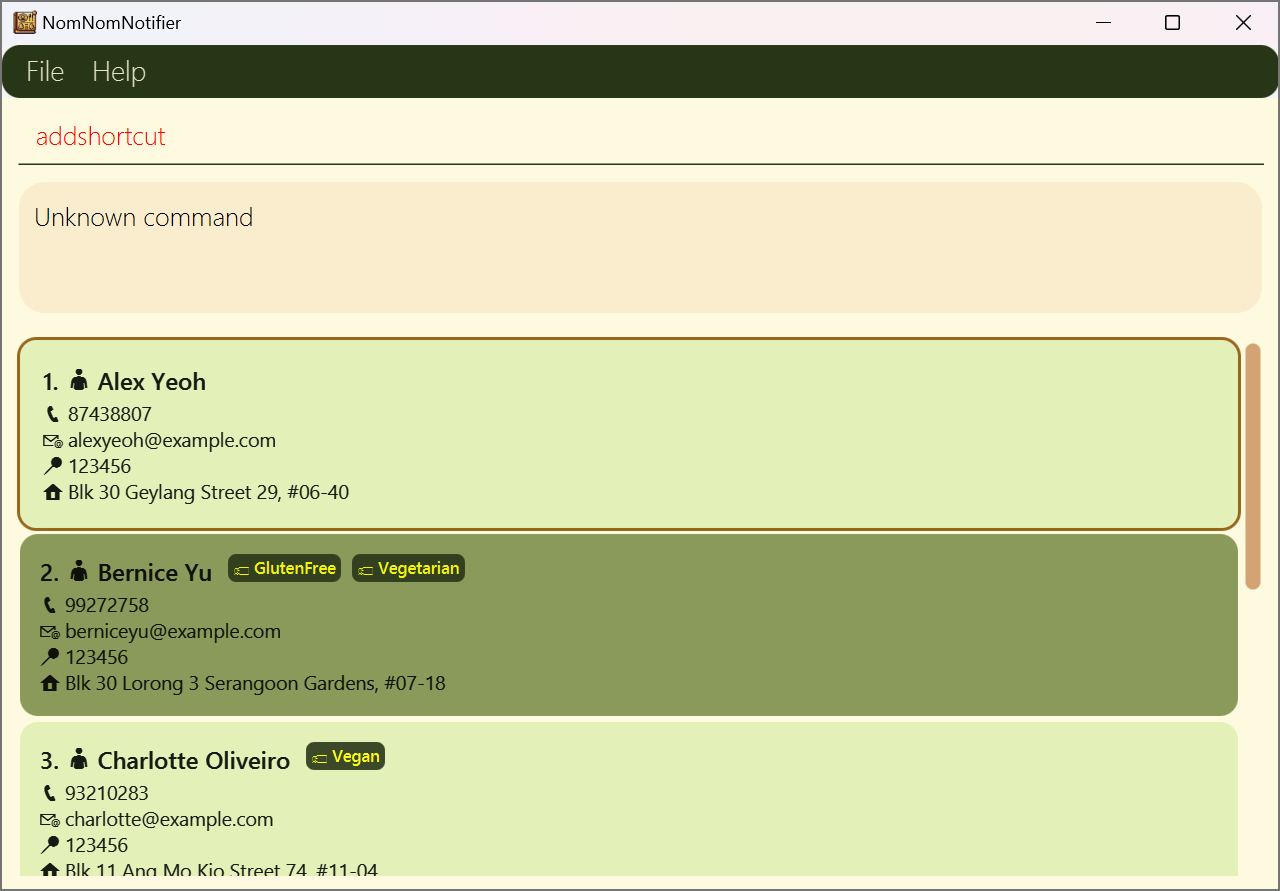 NomNomNotifier
File Help
addshortcut
Unknown command
1. Alex Yeoh
87438807
alexyeoh@example.com
123456
Blk 30 Geylang Street 29, #06-40
2. Bernice Yu GlutenFree Vegetarian
99272758
berniceyu@example.com
123456
Blk 30 Lorong 3 Serangoon Gardens, #07-18
3. Charlotte Oliveiro Vegan
93210283
charlotte@example.com
123456
Blk 11 Ang Mo Kio Street 74, #11-04